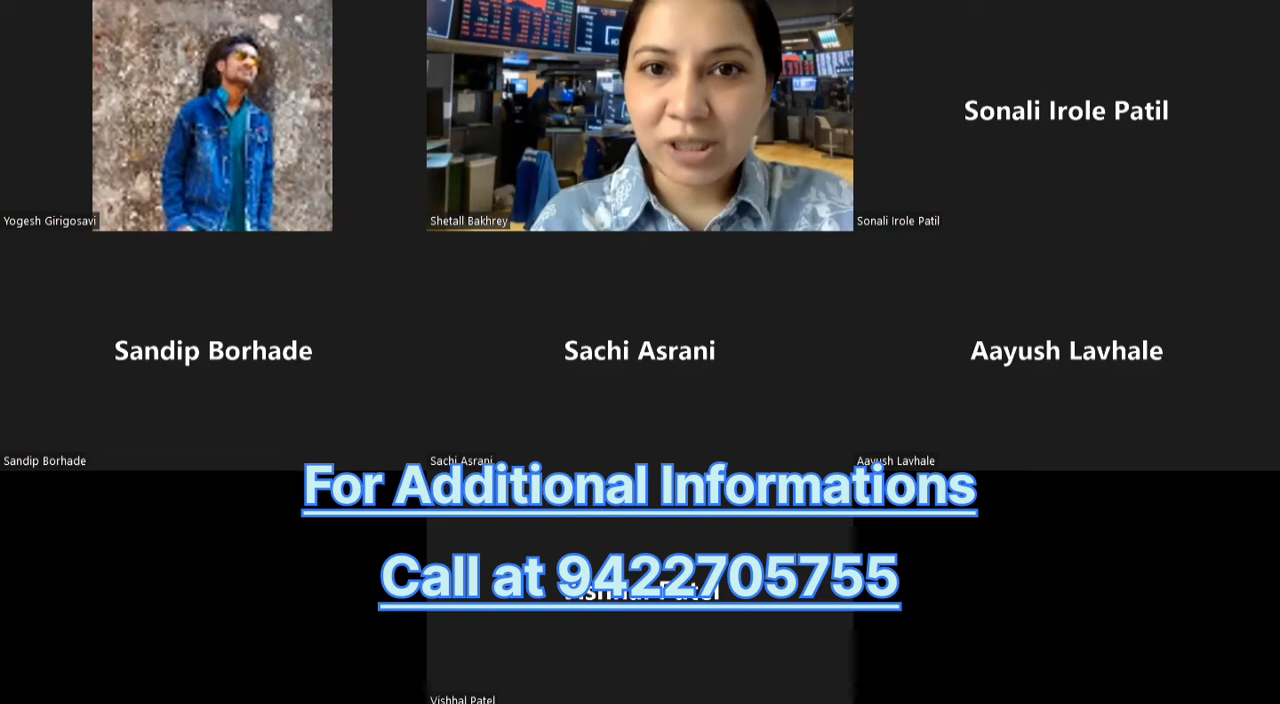 Sonali Irole Patil
Yogesh Girigosavi
Shetall Bakhrey
Sonali Irole Patil
Sandip Borhade
Sachi Asrani
Aayush Lavhale
Sandip Borhade
Sachi Asrani
Aayush Lavhale
For Additional Informations
Call at 9422705755
Vishhal Patel